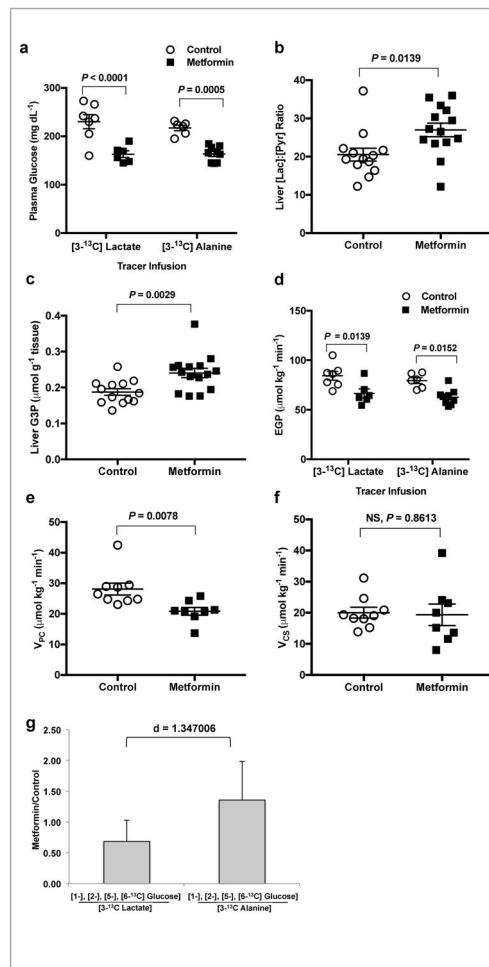 a
Control
Metformin
P < 0.0001
P = 0.0005
Plasma Glucose (mg dL-1)
300
200
100
0
[3-13C] Lactate
[3-13C] Alanine
Tracer Infusion
b
P = 0.0139
Liver [Lac]:[Pyr] Ratio
40
30
20
10
0
Control
Metformin
c
P = 0.0029
Liver G3P (μmol g-1 tissue)
0.4
0.3
0.2
0.1
0.0
Control
Metformin
d
Control
Metformin
P = 0.0139
P = 0.0152
EGP (μmol kg-1 min-1)
150
100
50
0
[3-13C] Lactate
[3-13C] Alanine
Tracer Infusion
e
P = 0.0078
VPC (μmol kg-1 min-1)
50
40
30
20
10
0
Control
Metformin
f
NS, P = 0.8613
VCS (μmol kg-1 min-1)
50
40
30
20
10
0
Control
Metformin
g
d = 1.347006
Metformin/Control
2.50
2.00
1.50
1.00
0.50
0.00
[1-], [2-], [5-], [6-13C] Glucose
[3-13C Lactate]
[1-], [2-], [5-], [6-13C] Glucose
[3-13C Alanine]